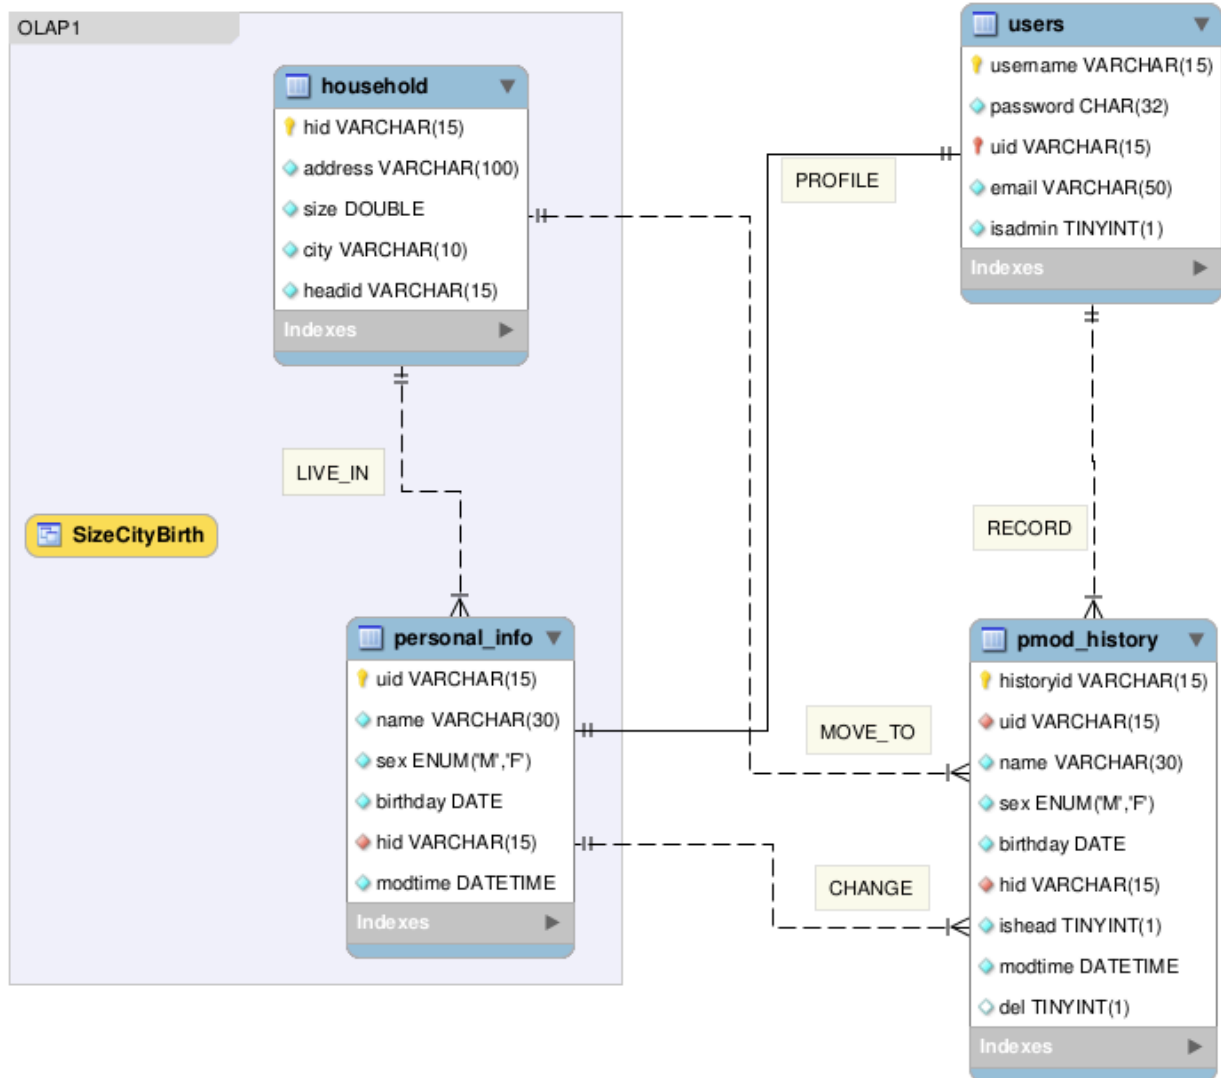 OLAP1
household
hid VARCHAR(15)
address VARCHAR(100)
size DOUBLE
city VARCHAR(10)
headid VARCHAR(15)
Indexes
users
username VARCHAR(15)
password CHAR(32)
uid VARCHAR(15)
email VARCHAR(50)
isadmin TINYINT(1)
Indexes
PROFILE
LIVE_IN
SizeCityBirth
RECORD
personal_info
uid VARCHAR(15)
name VARCHAR(30)
sex ENUM('M','F')
birthday DATE
hid VARCHAR(15)
modtime DATETIME
Indexes
MOVE_TO
CHANGE
pmod_history
historyid VARCHAR(15)
uid VARCHAR(15)
name VARCHAR(30)
sex ENUM('M','F')
birthday DATE
hid VARCHAR(15)
ishead TINYINT(1)
modtime DATETIME
del TINYINT(1)
Indexes